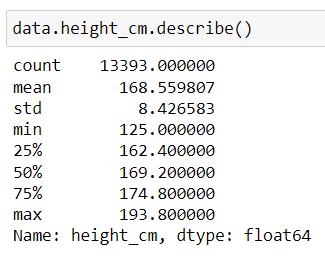 data.height_cm.describe()
count    13393.000000
mean       168.559807
std          8.426583
min        125.000000
25%        162.400000
50%        169.200000
75%        174.800000
max        193.800000
Name: height_cm, dtype: float64